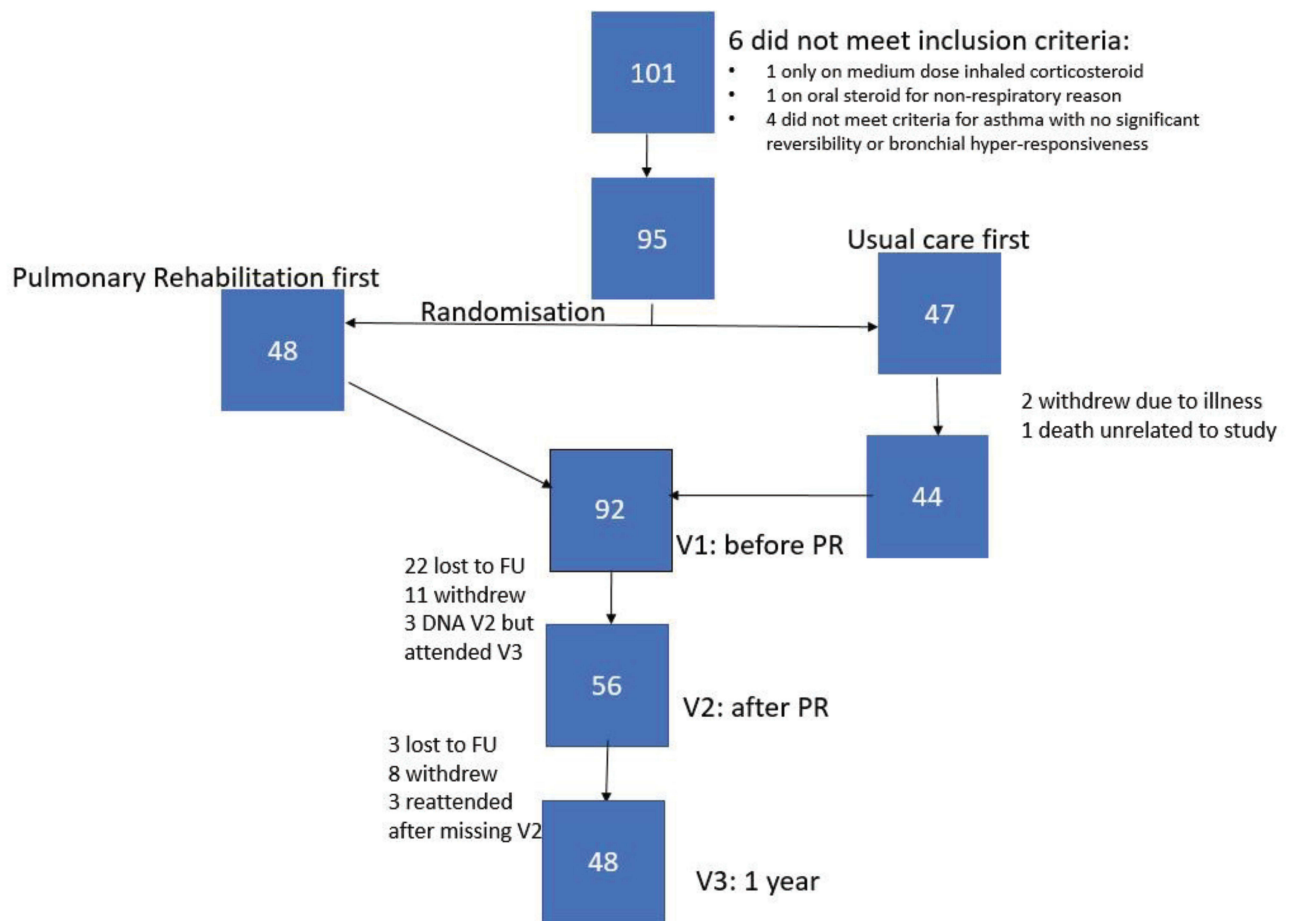 101
6 did not meet inclusion criteria:
• 1 only on medium dose inhaled corticosteroid
• 1 on oral steroid for non-respiratory reason
• 4 did not meet criteria for asthma with no significant
reversibility or bronchial hyper-responsiveness
95
Usual care first
Pulmonary Rehabilitation first
Randomisation
47
48
2 withdrew due to illness
1 death unrelated to study
44
92
V1: before PR
22 lost to FU
11 withdrew
3 DNA V2 but
attended V3
56
V2: after PR
3 lost to FU
8 withdrew
3 reattended
after missing V2
48
V3: 1 year